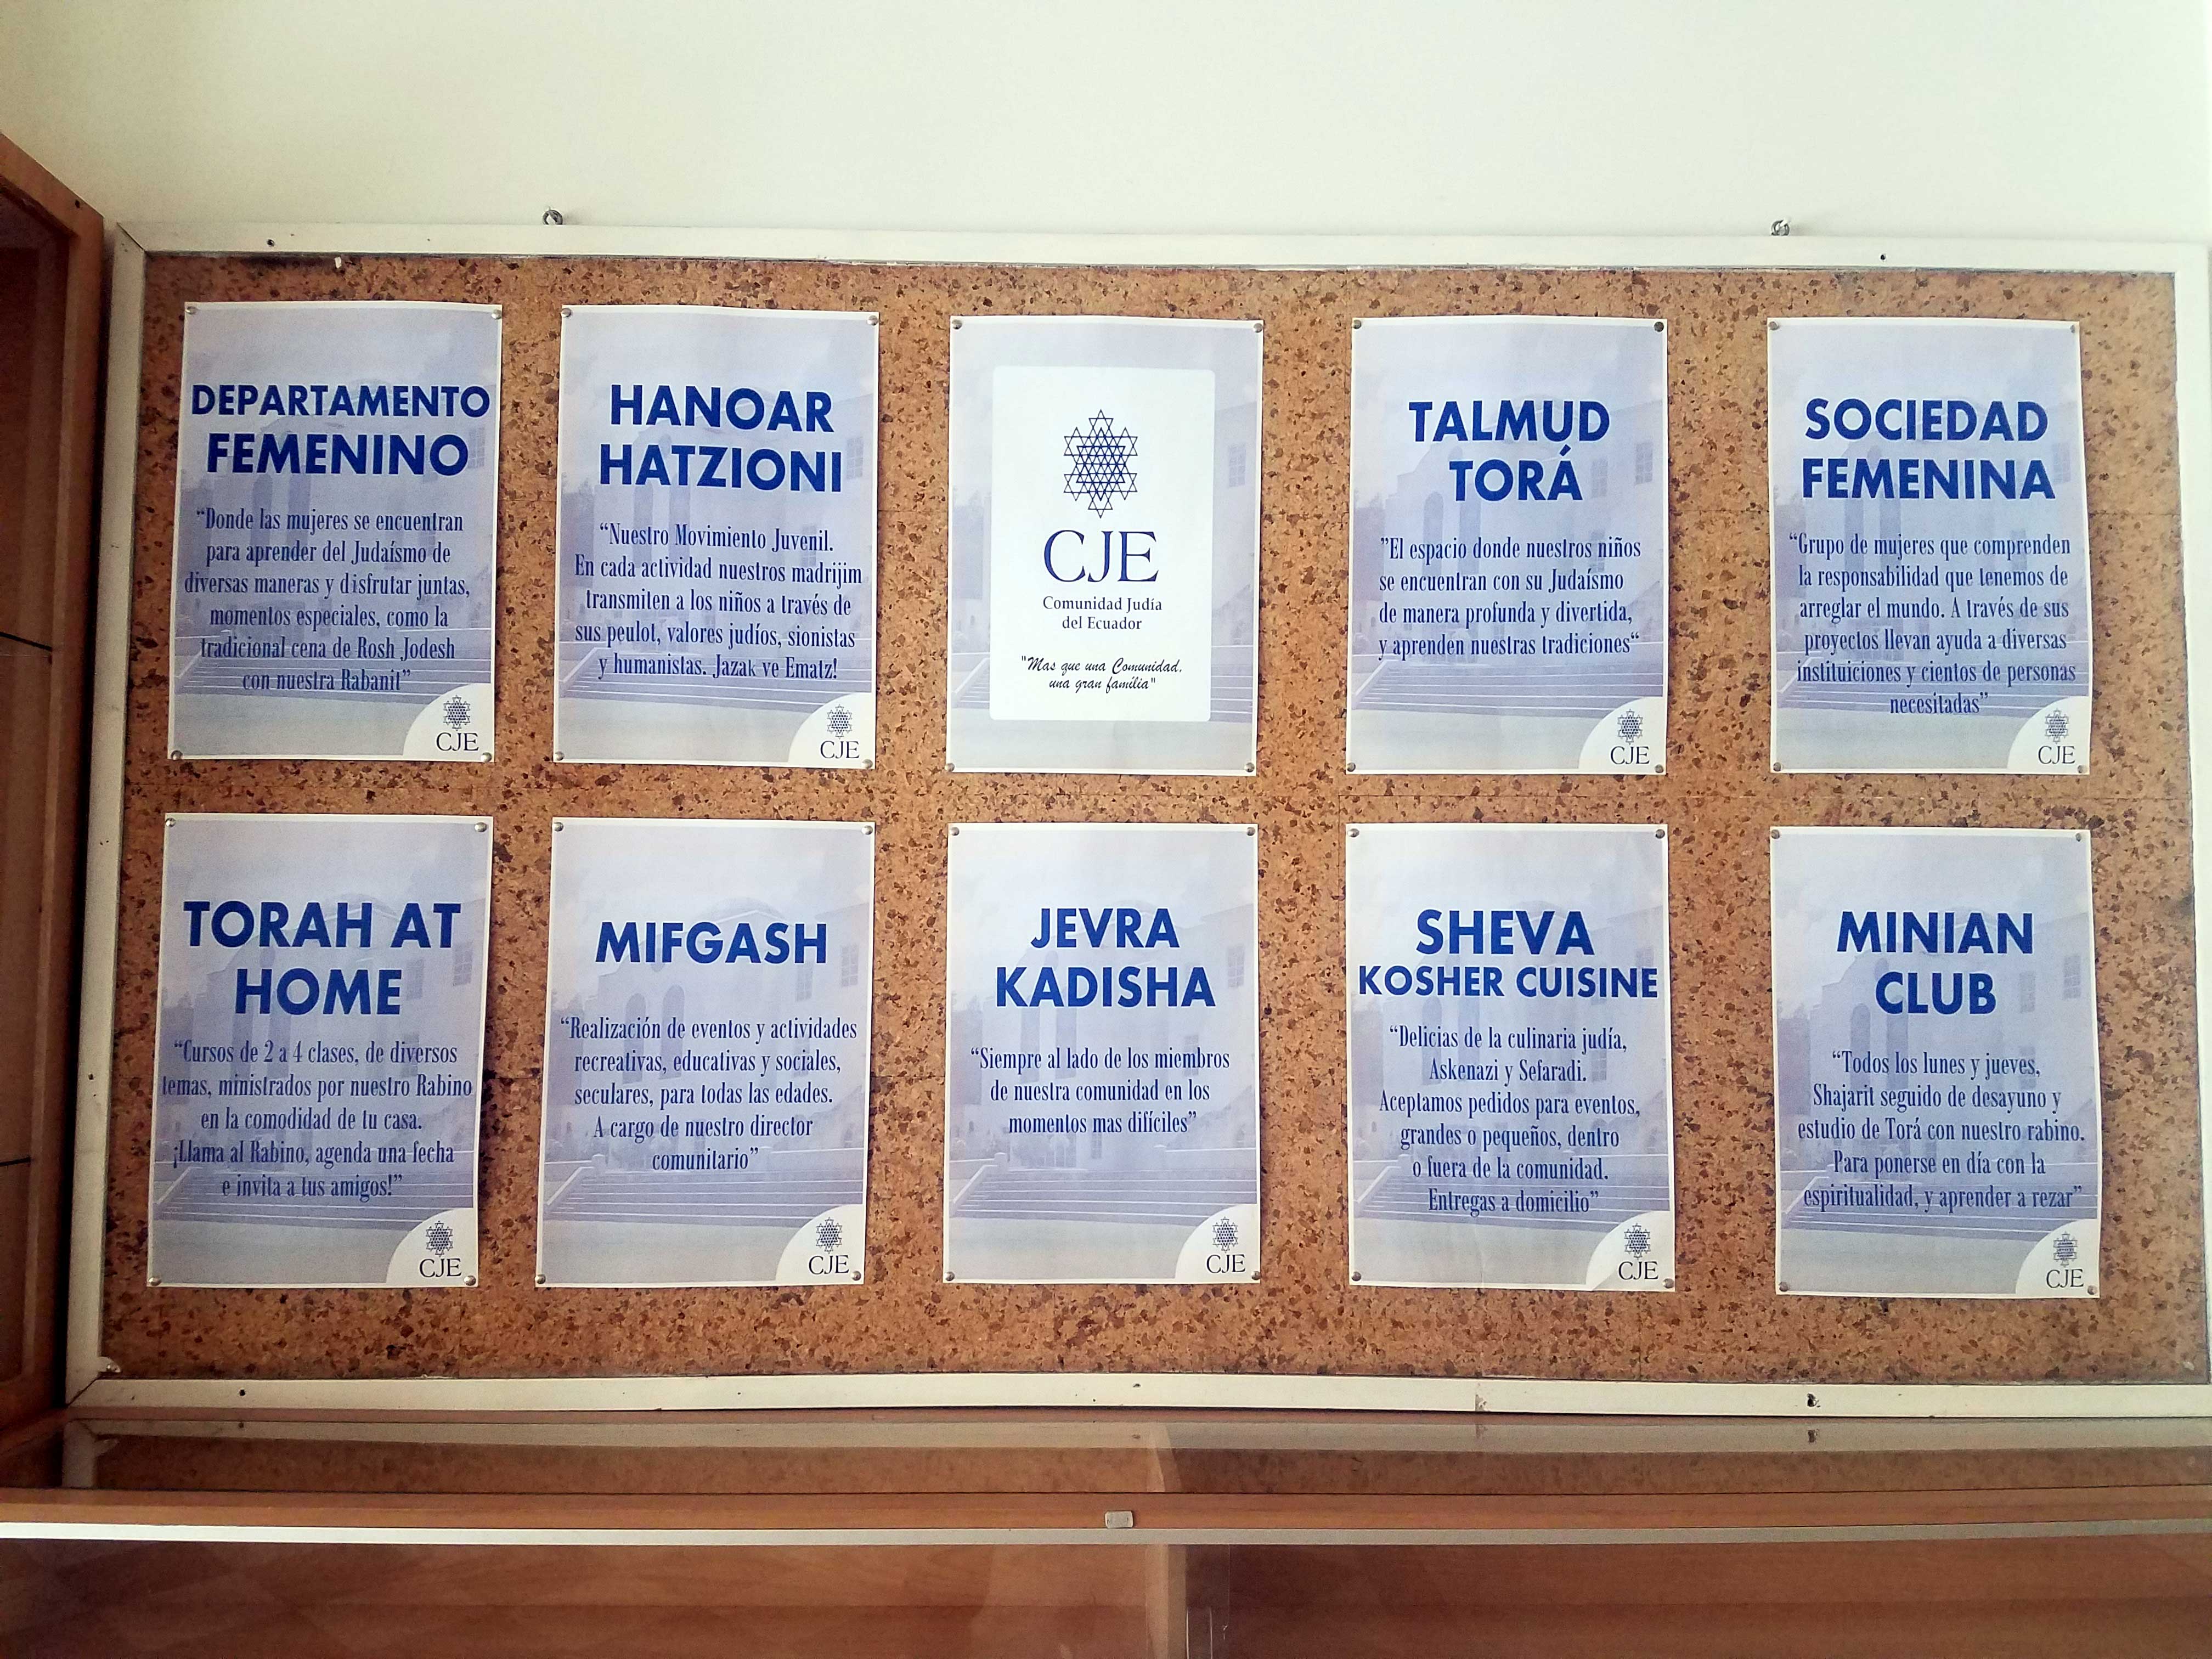 DEPARTAMENTO
FEMENINO
“Donde las mujeres se encuentran
para aprender del Judaísmo de
diversas maneras y disfrutar juntas,
momentos especiales, como la
tradicional cena de Rosh Jodesh
con nuestra Rabanit”
CJE
HANOAR
HATZIONI
“Nuestro Movimiento Juvenil.
En cada actividad nuestros madrijim
transmiten a los niños a través de
sus peulot, valores judíos, sionistas
y humanistas. Jazak ve Ematz!
CJE
CJE
Comunidad Judía
del Ecuador
"Mas que una Comunidad,
una gran familia"
TALMUD
TORÁ
”El espacio donde nuestros niños
se encuentran con su Judaísmo
de manera profunda y divertida,
y aprenden nuestras tradiciones“
CJE
SOCIEDAD
FEMENINA
“Grupo de mujeres que comprenden
la responsabilidad que tenemos de
arreglar el mundo. A través de sus
proyectos llevan ayuda a diversas
instituiciones y cientos de personas
necesitadas”
CJE
TORAH AT
HOME
“Cursos de 2 a 4 clases, de diversos
temas, ministrados por nuestro Rabino
en la comodidad de tu casa.
¡Llama al Rabino, agenda una fecha
e invita a tus amigos!”
CJE
MIFGASH
“Realización de eventos y actividades
recreativas, educativas y sociales,
seculares, para todas las edades.
A cargo de nuestro director
comunitario”
CJE
JEVRA
KADISHA
“Siempre al lado de los miembros
de nuestra comunidad en los
momentos mas difíciles”
CJE
SHEVA
KOSHER CUISINE
“Delicias de la culinaria judía,
Askenazi y Sefaradi.
Aceptamos pedidos para eventos,
grandes o pequeños, dentro
o fuera de la comunidad.
Entregas a domicilio”
CJE
MINIAN
CLUB
“Todos los lunes y jueves,
Shajarit seguido de desayuno y
estudio de Torá con nuestro rabino.
Para ponerse en día con la
espiritualidad, y aprender a rezar”
CJE